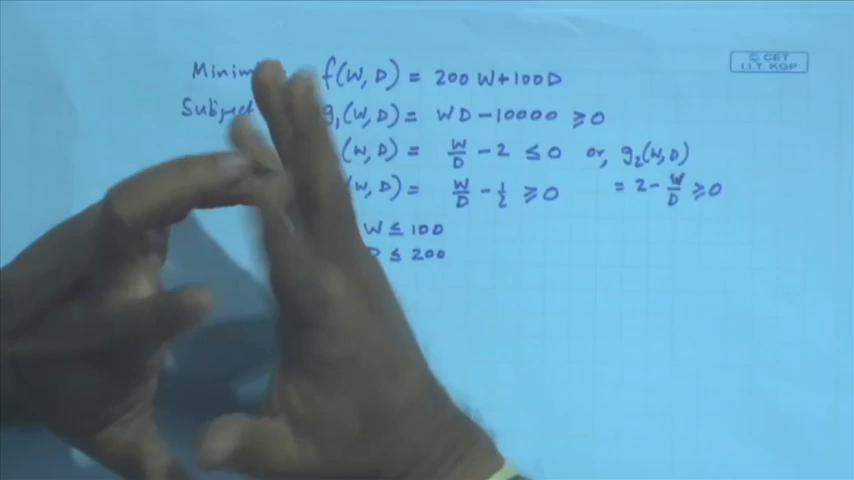 © CET
I.I.T. KGP
f(W, D) = 200 W + 100 D
Subject g₁(W, D) = WD - 10000 ≥ 0
(W, D) = W/D - 2 ≤ 0 or, g₂(W, D)
(W, D) = W/D - 1/2 ≥ 0 = 2 - W/D ≥ 0
W ≤ 100
D ≤ 200